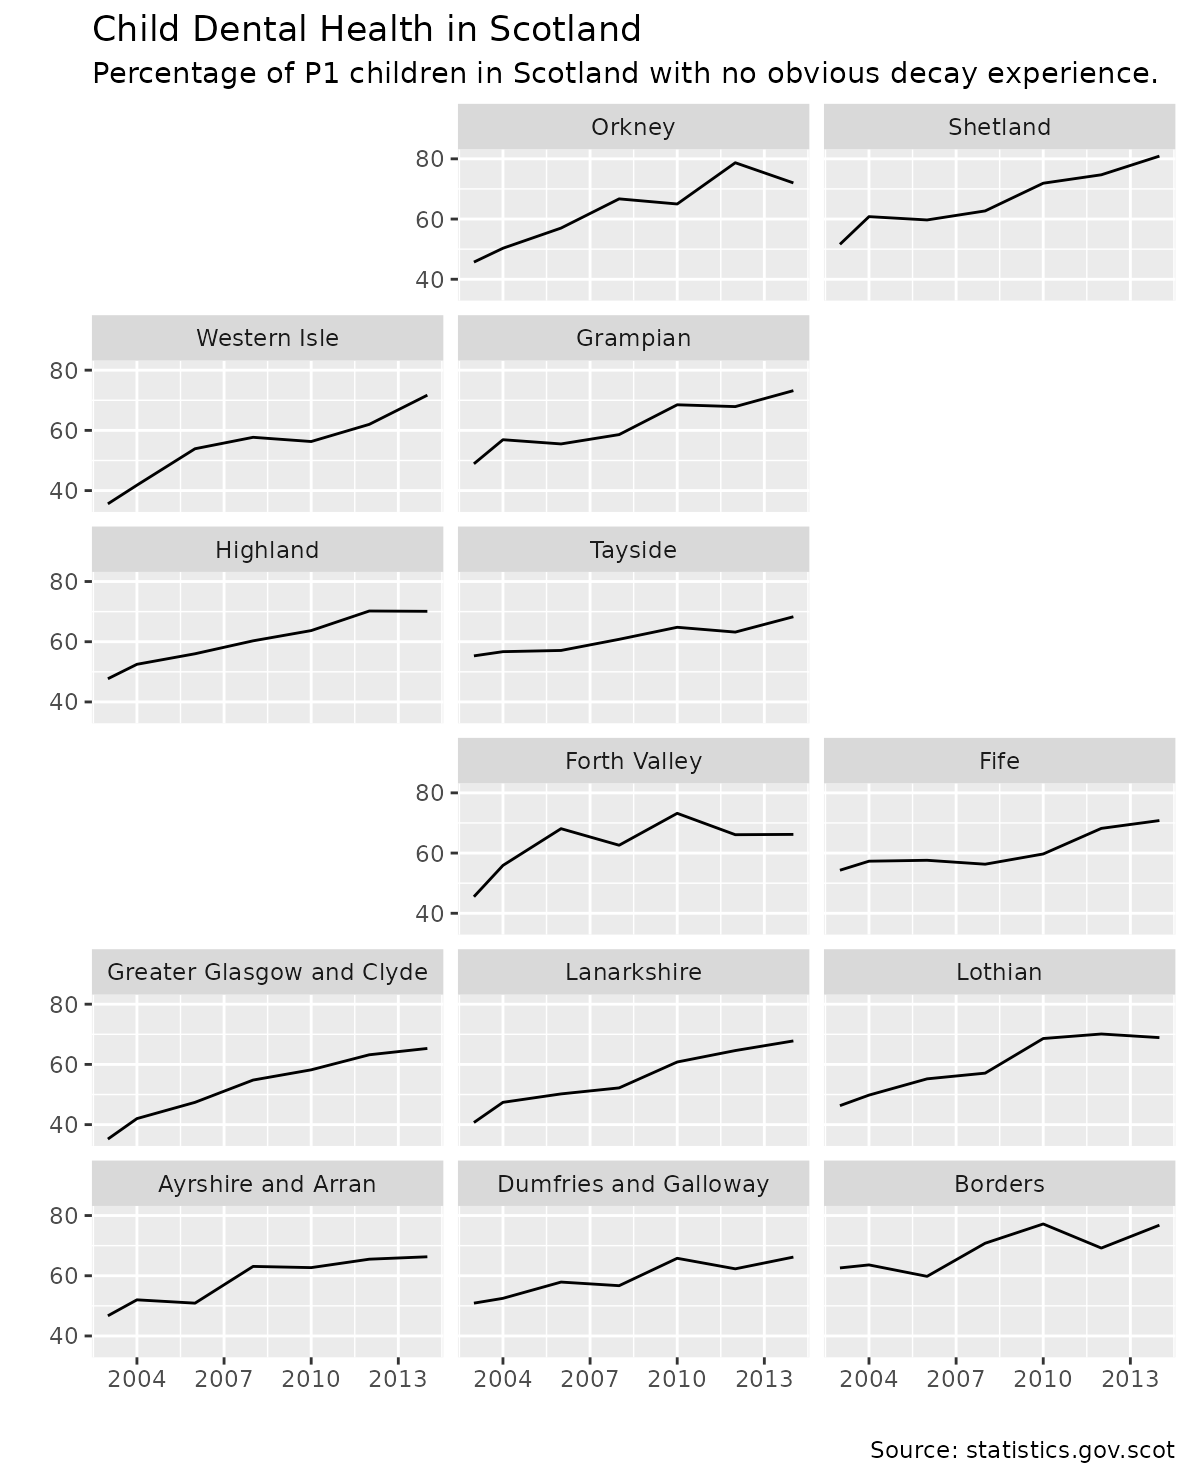 Child Dental Health in Scotland
Percentage of P1 children in Scotland with no obvious decay experience.
Orkney
Shetland
80
60
40
Western Isle
Grampian
80
60
40
Highland
Tayside
80
60
40
Forth Valley
Fife
80
60
40
Greater Glasgow and Clyde
Lanarkshire
Lothian
80
60
40
Ayrshire and Arran
Dumfries and Galloway
Borders
80
60
40
2004 2007 2010 2013
2004 2007 2010 2013
2004 2007 2010 2013
Source: statistics.gov.scot